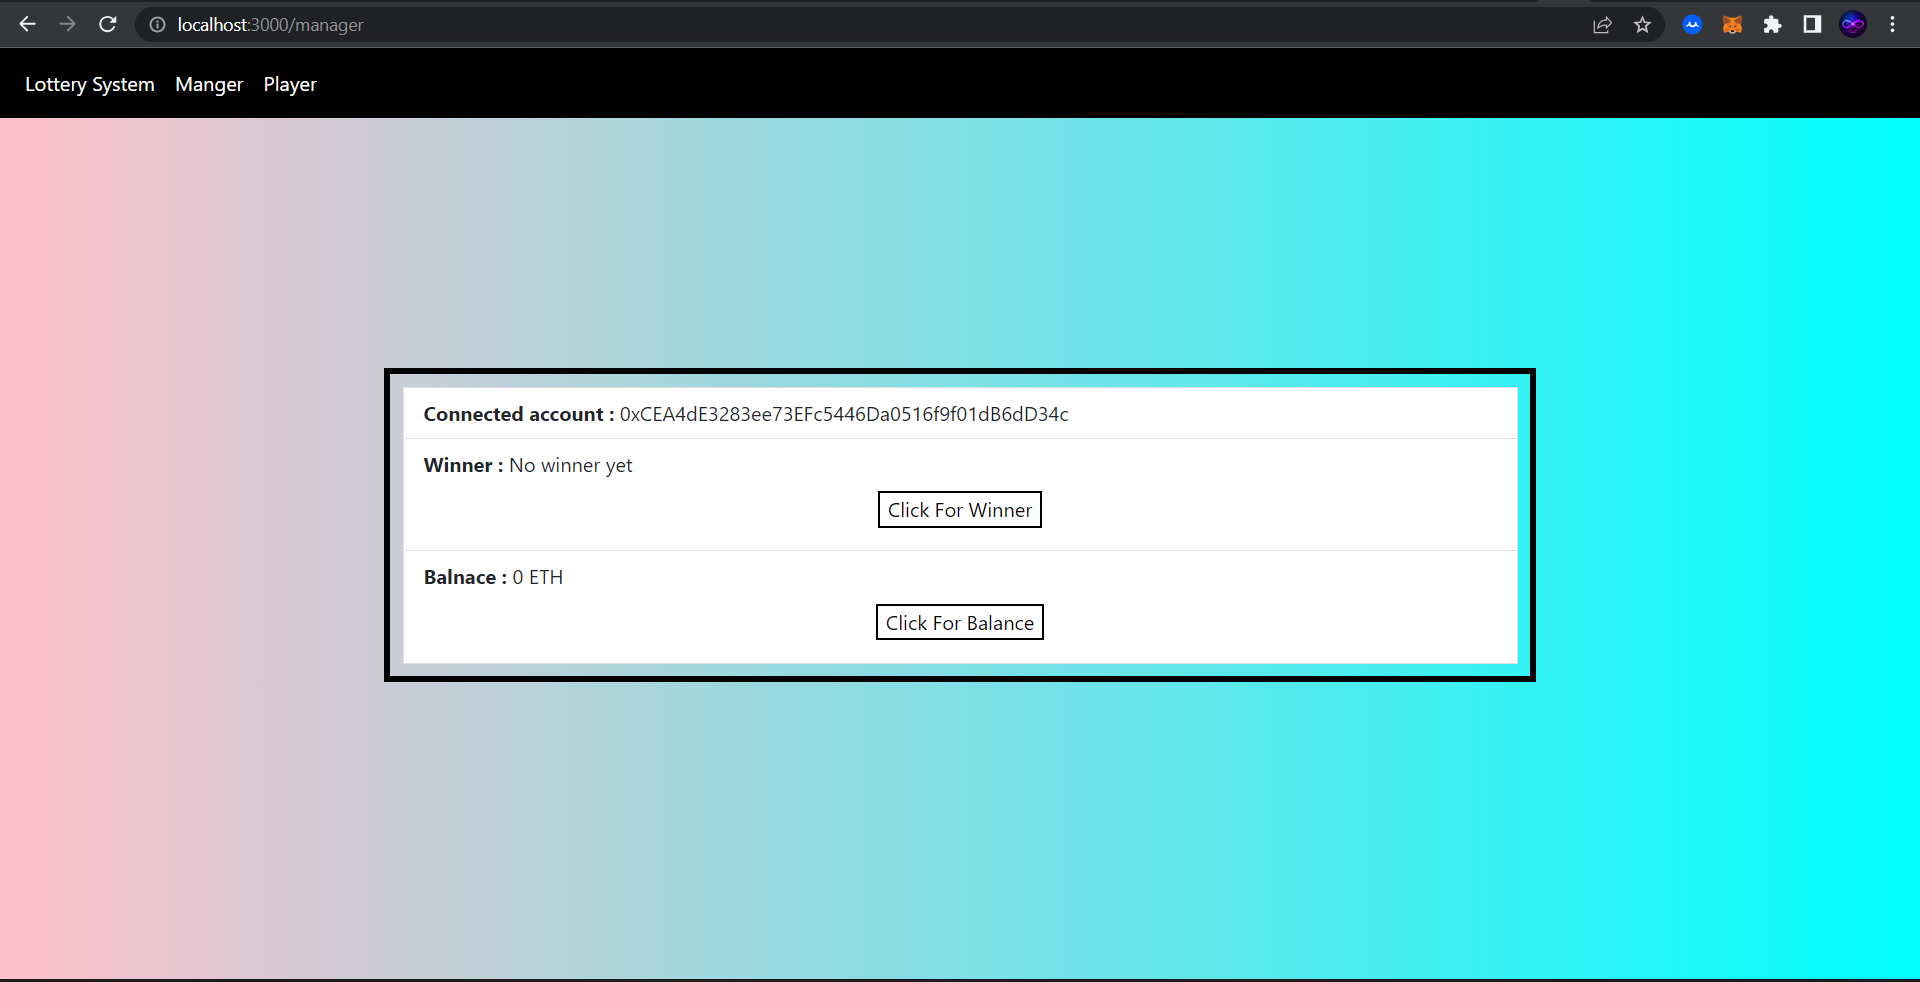 localhost:3000/manager
Lottery System Manger Player
Connected account : 0xCEA4dE3283ee73EFc5446Da0516f9f01dB6dD34c
Winner : No winner yet
Click For Winner
Balnace : 0 ETH
Click For Balance